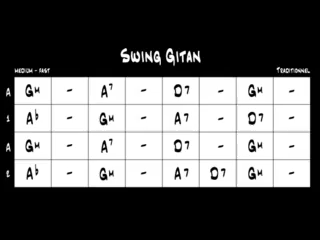 Swing Gitan
medium - fast Traditionnel
A Gm - A7 - D7 - Gm -
1 Ab - Gm - A7 - D7 -
A Gm - A7 - D7 - Gm -
2 Ab - Gm - A7 D7 Gm -